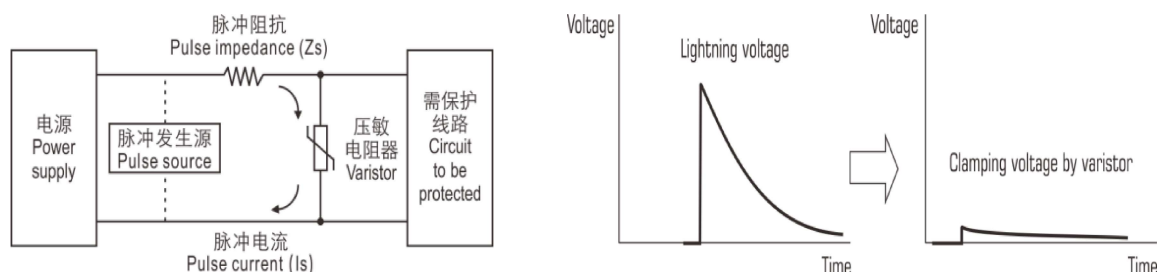 脉冲阻抗
Pulse impedance (Zs)
电源
Power
supply
脉冲发生源
Pulse source
压敏
电阻器
Varistor
需保护
线路
Circuit
to be
protected
脉冲电流
Pulse current (Is)
Voltage
Lightning voltage
Time
Voltage
Clamping voltage by varistor
Time